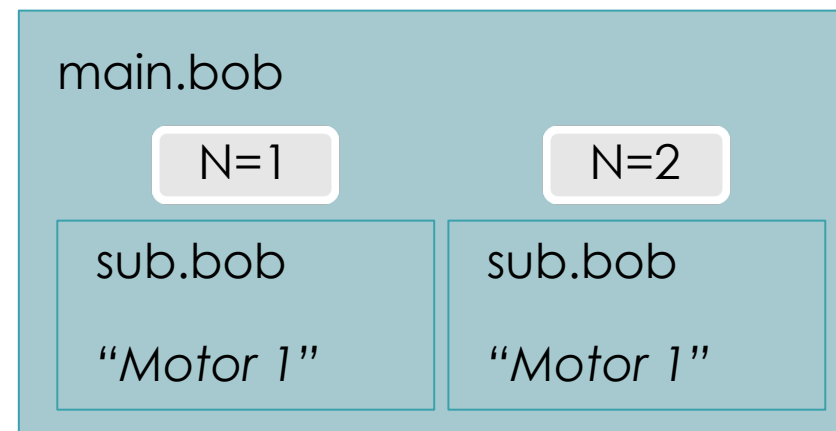 main.bob
N=1
N=2
sub.bob
“Motor 1”
sub.bob
“Motor 1”